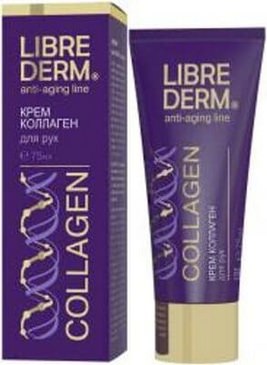 LIBRE
DERM®
anti-aging line
КРЕМ
КОЛЛАГЕН
для рук
℮ 75мл
COLLAGEN
LIBRE
DERM®
anti-aging line
COLLAGEN
КРЕМ КОЛЛАГЕН
для рук